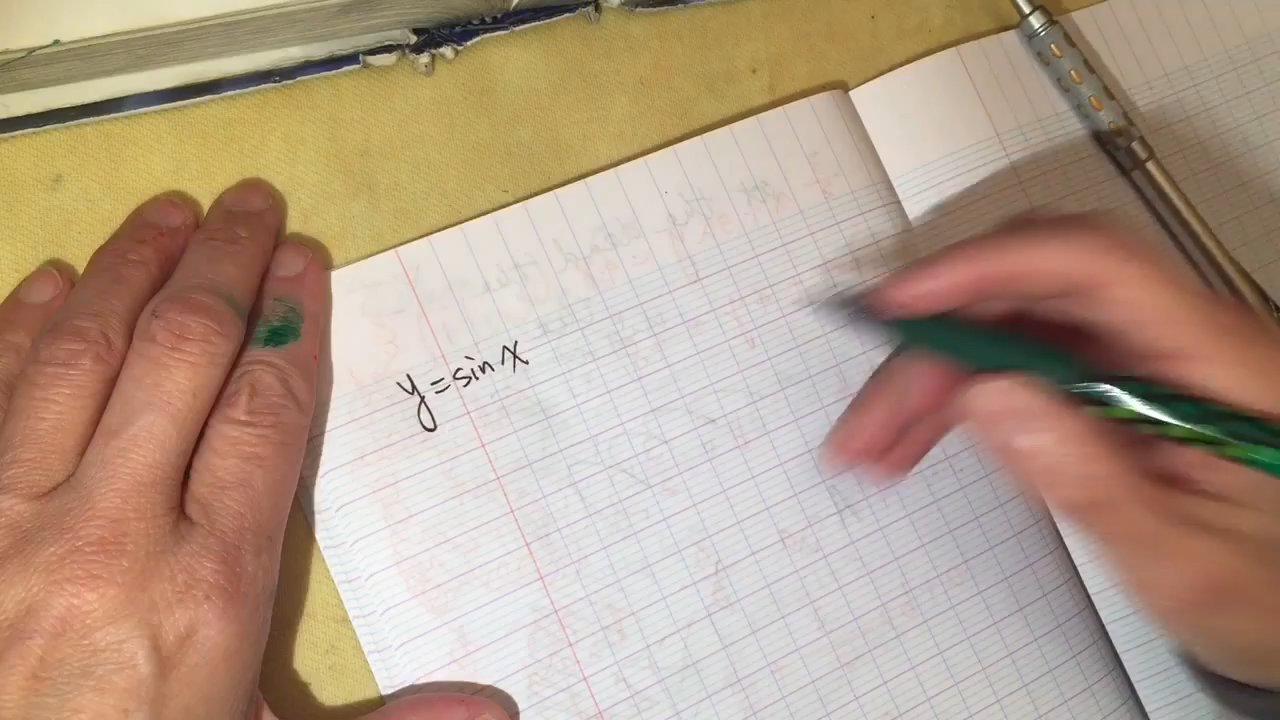 y = sin x